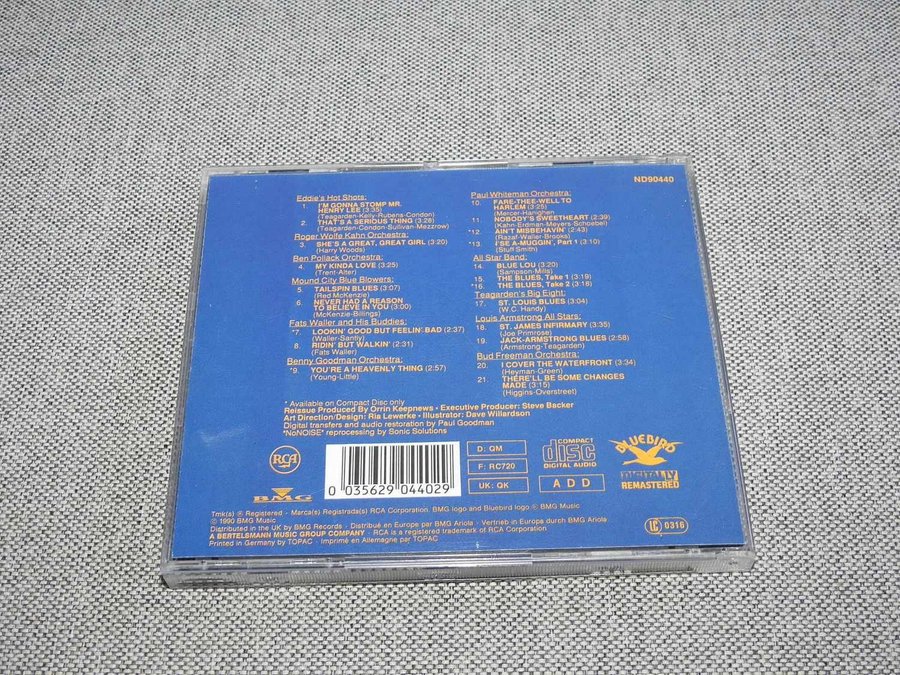 ND90440
Eddie's Hot Shots:
1. I'M GONNA STOMP MR.
HENRY LEE (3:35)
(Teagarden-Kelly-Rubens-Condon)
2. THAT'S A SERIOUS THING (3:28)
(Teagarden-Condon-Sullivan-Mezzrow)
Roger Wolfe Kahn Orchestra:
3. SHE'S A GREAT, GREAT GIRL (3:20)
(Harry Woods)
Ben Pollack Orchestra:
4. MY KINDA LOVE (3:25)
(Trent-Alter)
Mound City Blue Blowers:
5. TAILSPIN BLUES (3:07)
(Red McKenzie)
6. NEVER HAD A REASON
TO BELIEVE IN YOU (3:00)
(McKenzie-Billings)
Fats Waller and His Buddies:
*7. LOOKIN' GOOD BUT FEELIN' BAD (2:37)
(Waller-Santly)
8. RIDIN' BUT WALKIN' (2:31)
(Fats Waller)
Benny Goodman Orchestra:
*9. YOU'RE A HEAVENLY THING (2:57)
(Young-Little)
Paul Whiteman Orchestra:
10. FARE-THEE-WELL TO
HARLEM (3:25)
(Mercer-Hanighen)
11. NOBODY'S SWEETHEART (2:39)
(Kahn-Erdman-Meyers-Schoebel)
*12. AIN'T MISBEHAVIN' (2:43)
(Razaf-Waller-Brooks)
*13. I'SE A-MUGGIN', Part 1 (3:10)
(Stuff Smith)
All Star Band:
14. BLUE LOU (3:20)
(Sampson-Mills)
15. THE BLUES, Take 1 (3:19)
*16. THE BLUES, Take 2 (3:18)
Teagarden's Big Eight:
17. ST. LOUIS BLUES (3:04)
(W.C. Handy)
Louis Armstrong All Stars:
18. ST. JAMES INFIRMARY (3:35)
(Joe Primrose)
19. JACK-ARMSTRONG BLUES (2:58)
(Armstrong-Teagarden)
Bud Freeman Orchestra:
20. I COVER THE WATERFRONT (3:34)
(Heyman-Green)
21. THERE'LL BE SOME CHANGES
MADE (3:15)
(Higgins-Overstreet)
* Available on Compact Disc only
Reissue Produced By Orrin Keepnews • Executive Producer: Steve Backer
Art Direction/Design: Ria Lewerke • Illustrator: Dave Willardson
Digital transfers and audio restoration by Paul Goodman
"NoNOISE" reprocessing by Sonic Solutions
RCA
BMG
0 035629 044029
D: QM
F: RC720
UK: QK
COMPACT
disc
DIGITAL AUDIO
A D D
BLUEBIRD
DIGITALLY
REMASTERED
Tmk(s) ® Registered • Marca(s) Registrada(s) RCA Corporation. BMG logo and Bluebird logo ® BMG Music
© 1990 BMG Music
Distributed in the UK by BMG Records • Distribué en Europe par BMG Ariola • Vertrieb in Europa durch BMG Ariola
A BERTELSMANN MUSIC GROUP COMPANY • RCA is a registered trademark of RCA Corporation.
Printed in Germany by TOPAC • Imprimé en Allemagne par TOPAC
LC 0316